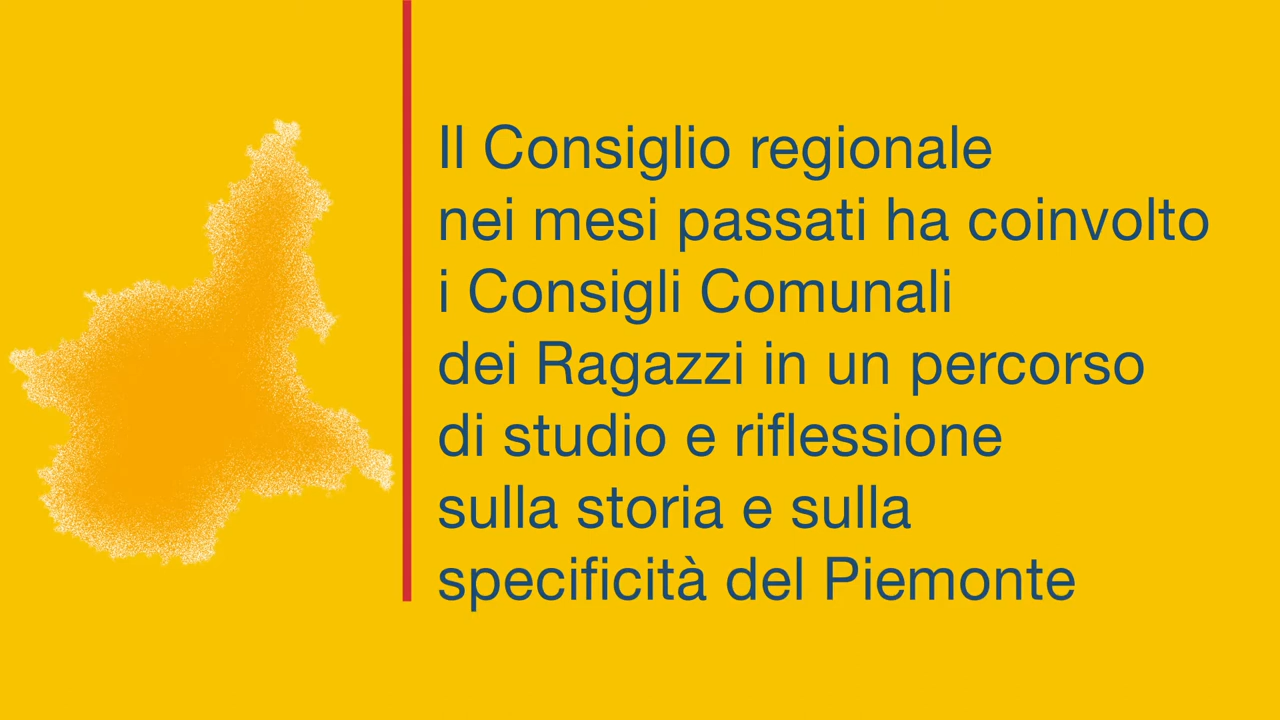 Il Consiglio regionale
nei mesi passati ha coinvolto
i Consigli Comunali
dei Ragazzi in un percorso
di studio e riflessione
sulla storia e sulla
specificità del Piemonte